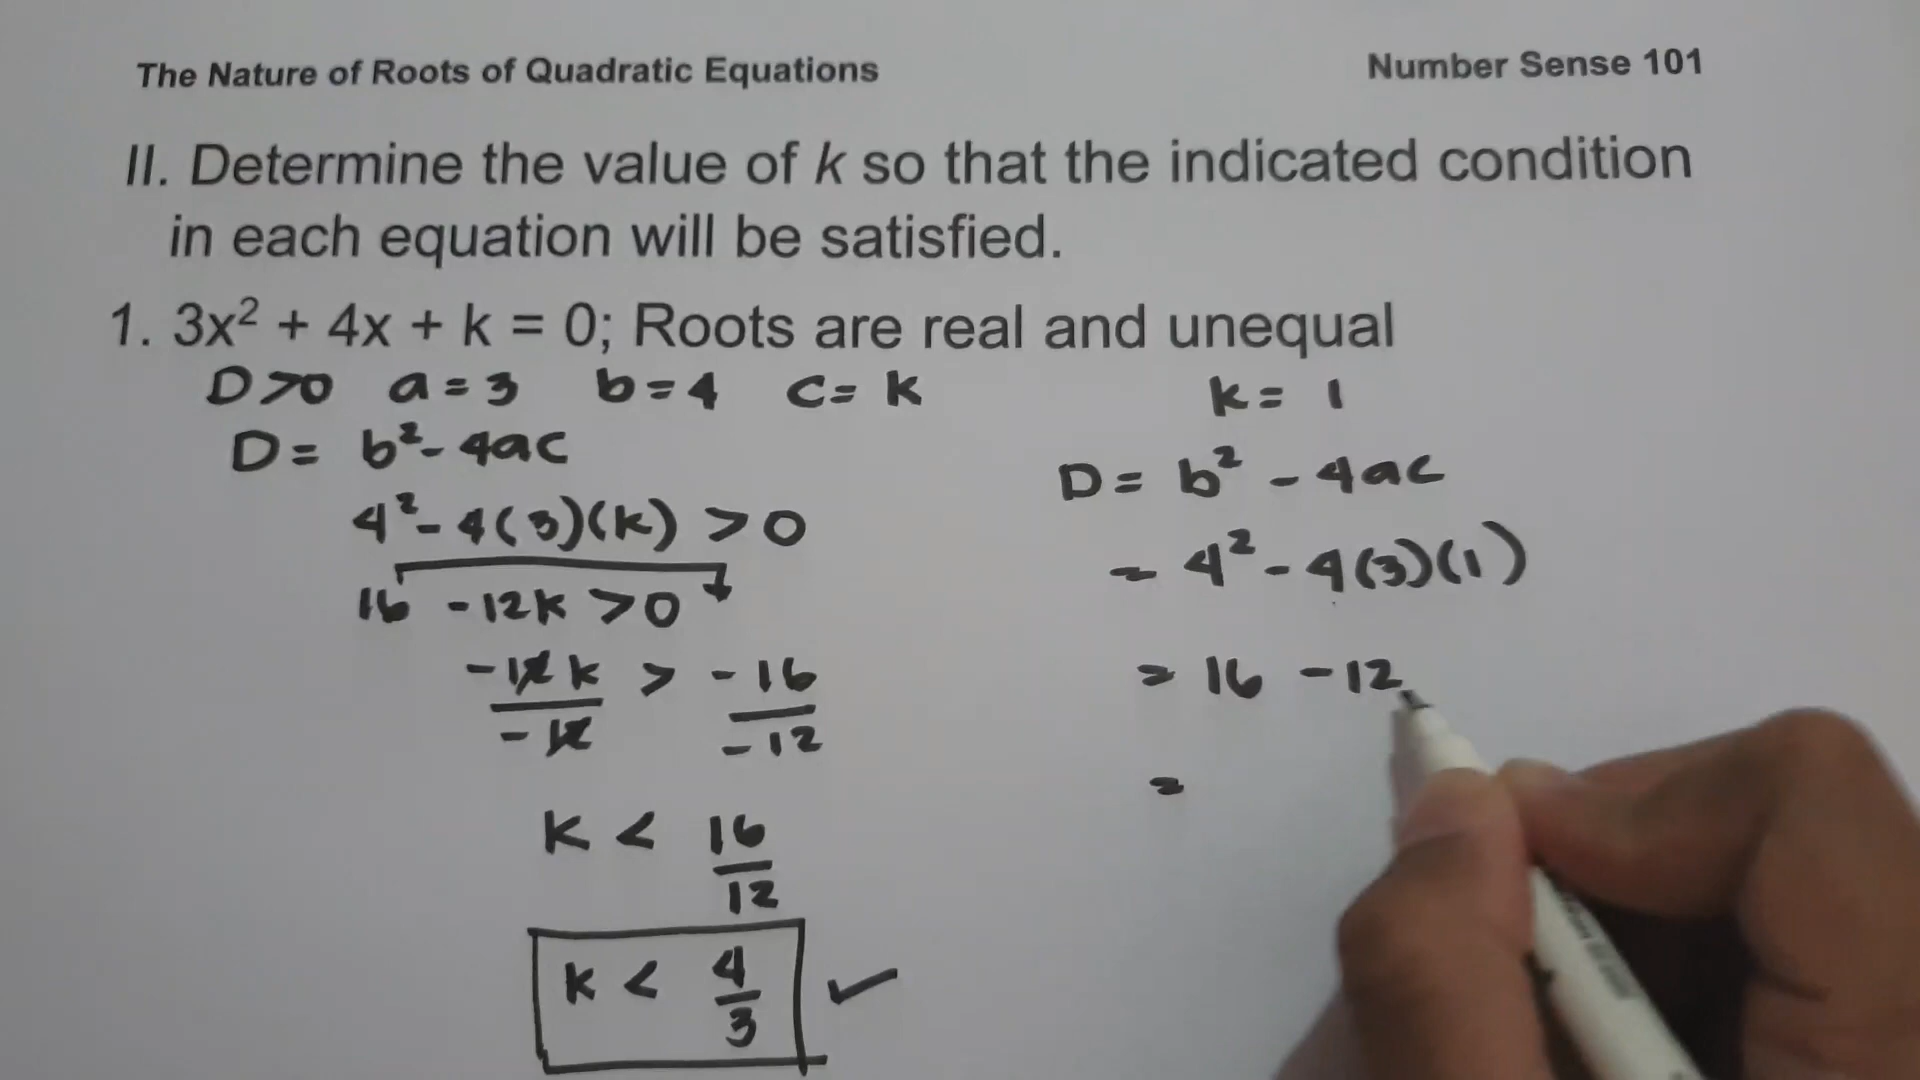 The Nature of Roots of Quadratic Equations Number Sense 101
II. Determine the value of k so that the indicated condition
in each equation will be satisfied.
1. 3x² + 4x + k = 0; Roots are real and unequal
D>0 a=3 b=4 c=k
D= b²-4ac
4²-4(3)(k) >0
16 -12k >0
-12k > -16
-12 -12
k < 16
12
k < 4
3 ✓
k= 1
D= b² - 4ac
= 4² - 4(3)(1)
= 16 - 12
=